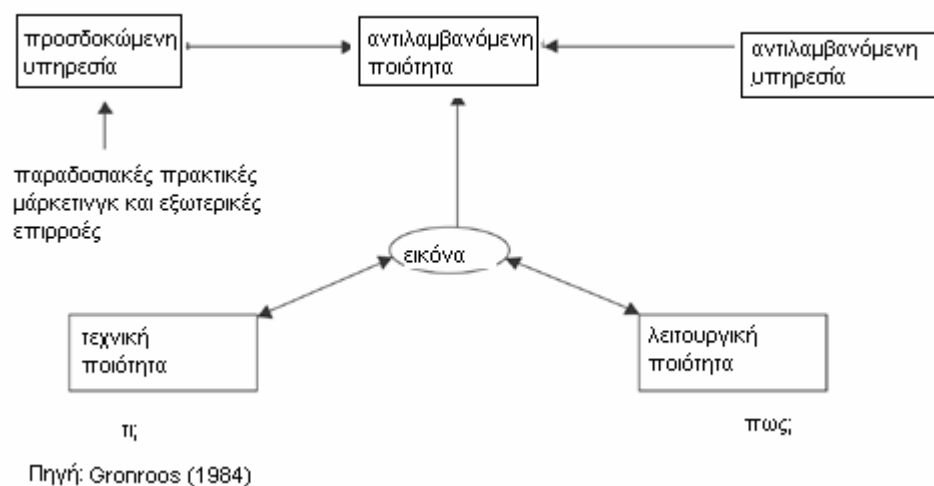 προσδοκώμενη
υπηρεσία
αντιλαμβανόμενη
ποιότητα
αντιλαμβανόμενη
υπηρεσία
παραδοσιακές πρακτικές
μάρκετινγκ και εξωτερικές
επιρροές
εικόνα
τεχνική
ποιότητα
λειτουργική
ποιότητα
τι;
πως;
Πηγή: Gronroos (1984)